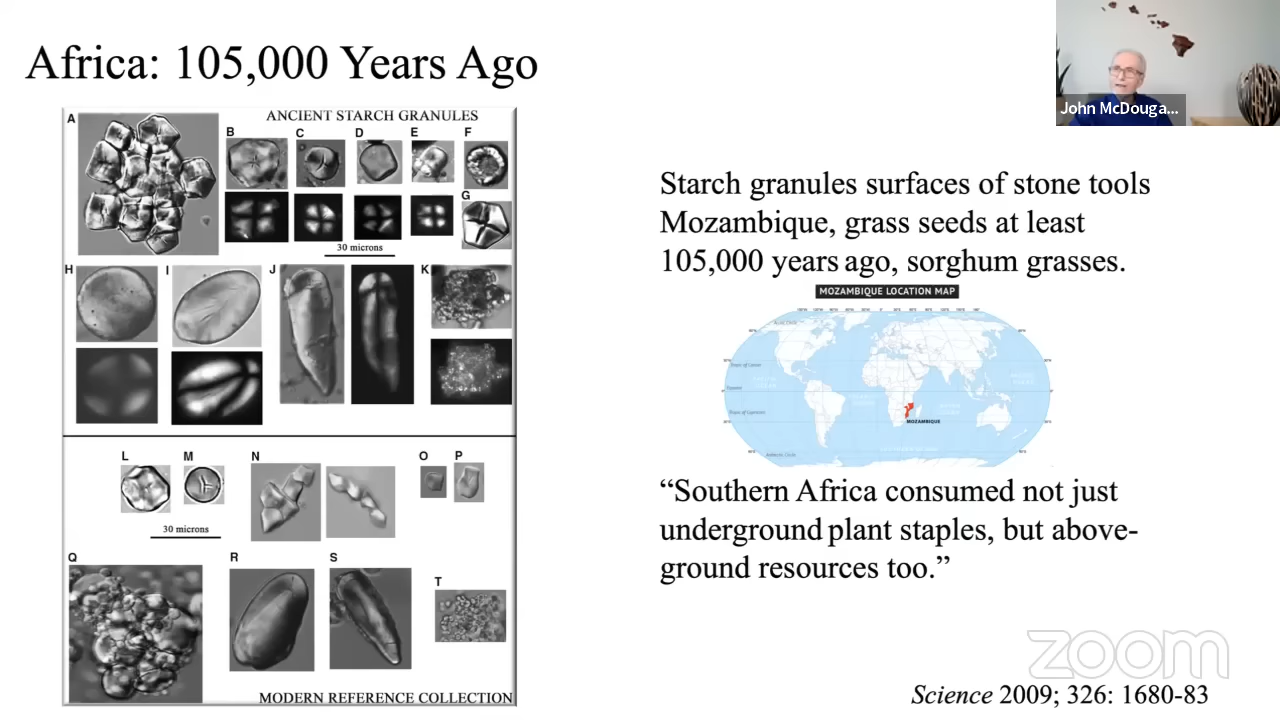 Africa: 105,000 Years Ago
John McDouga...
ANCIENT STARCH GRANULES
A
B
C
D
E
F
G
30 microns
H
I
J
K
L
M
N
O
P
30 microns
Q
R
S
T
MODERN REFERENCE COLLECTION
Starch granules surfaces of stone tools
Mozambique, grass seeds at least
105,000 years ago, sorghum grasses.
MOZAMBIQUE LOCATION MAP
MOZAMBIQUE
“Southern Africa consumed not just
underground plant staples, but above-
ground resources too.”
zoom
Science 2009; 326: 1680-83